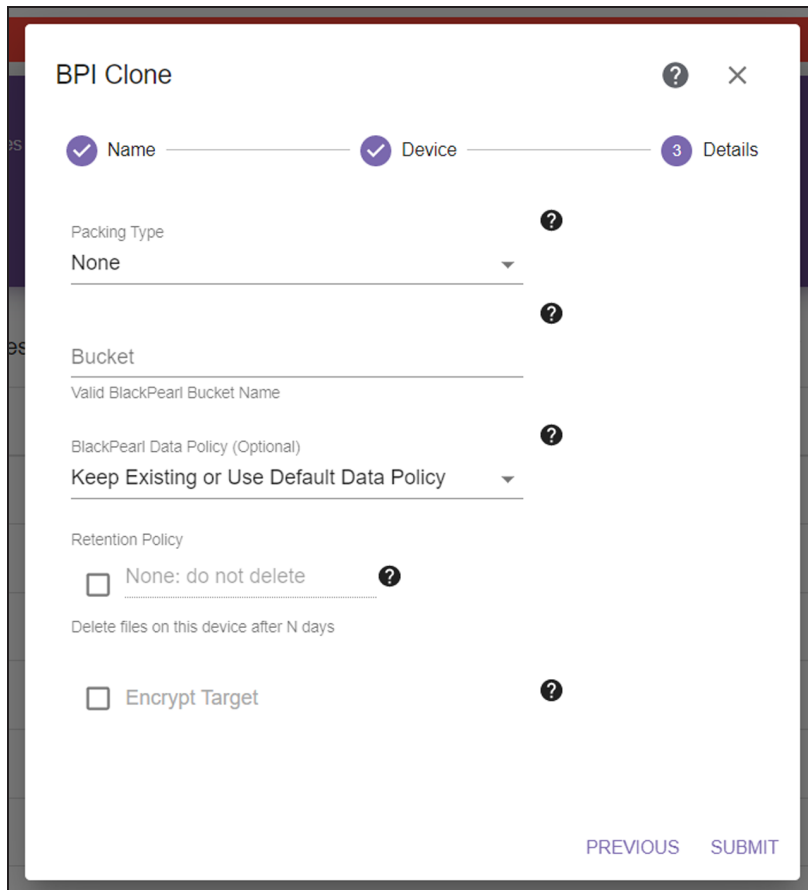 BPI Clone
Name
Device
3 Details
Packing Type
None
Bucket
Valid BlackPearl Bucket Name
BlackPearl Data Policy (Optional)
Keep Existing or Use Default Data Policy
Retention Policy
None: do not delete
Delete files on this device after N days
Encrypt Target
PREVIOUS SUBMIT